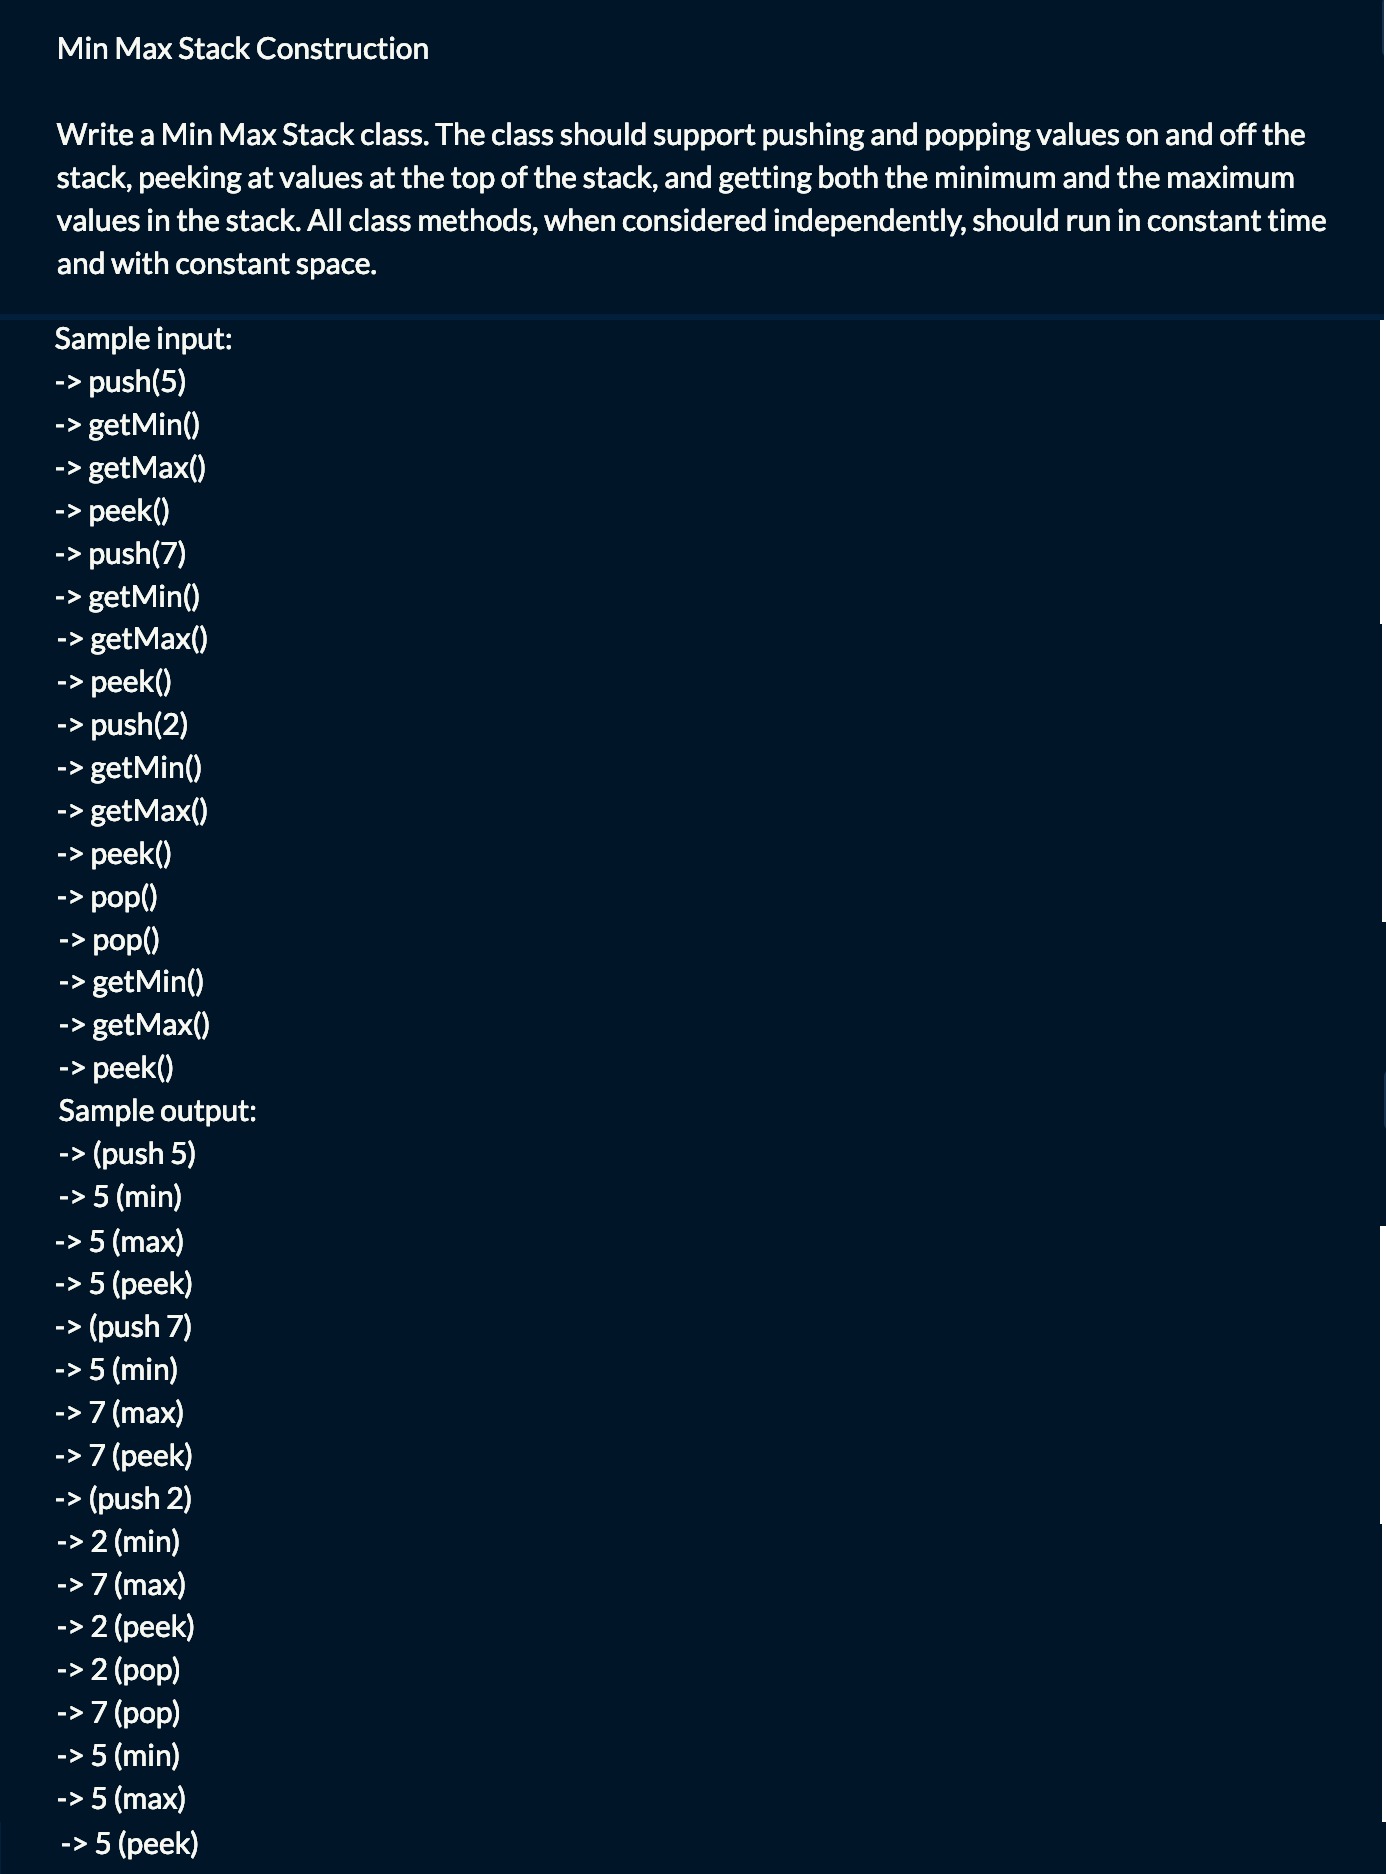 Min Max Stack Construction
Write a Min Max Stack class. The class should support pushing and popping values on and off the
stack, peeking at values at the top of the stack, and getting both the minimum and the maximum
values in the stack. All class methods, when considered independently, should run in constant time
and with constant space.
Sample input:
-> push(5)
-> getMin()
-> getMax()
-> peek()
-> push(7)
-> getMin()
-> getMax()
-> peek()
-> push(2)
-> getMin()
-> getMax()
-> peek()
-> pop()
-> pop()
-> getMin()
-> getMax()
-> peek()
Sample output:
-> (push 5)
-> 5 (min)
-> 5 (max)
-> 5 (peek)
-> (push 7)
-> 5 (min)
-> 7 (max)
-> 7 (peek)
-> (push 2)
-> 2 (min)
-> 7 (max)
-> 2 (peek)
-> 2 (pop)
-> 7 (pop)
-> 5 (min)
-> 5 (max)
-> 5 (peek)